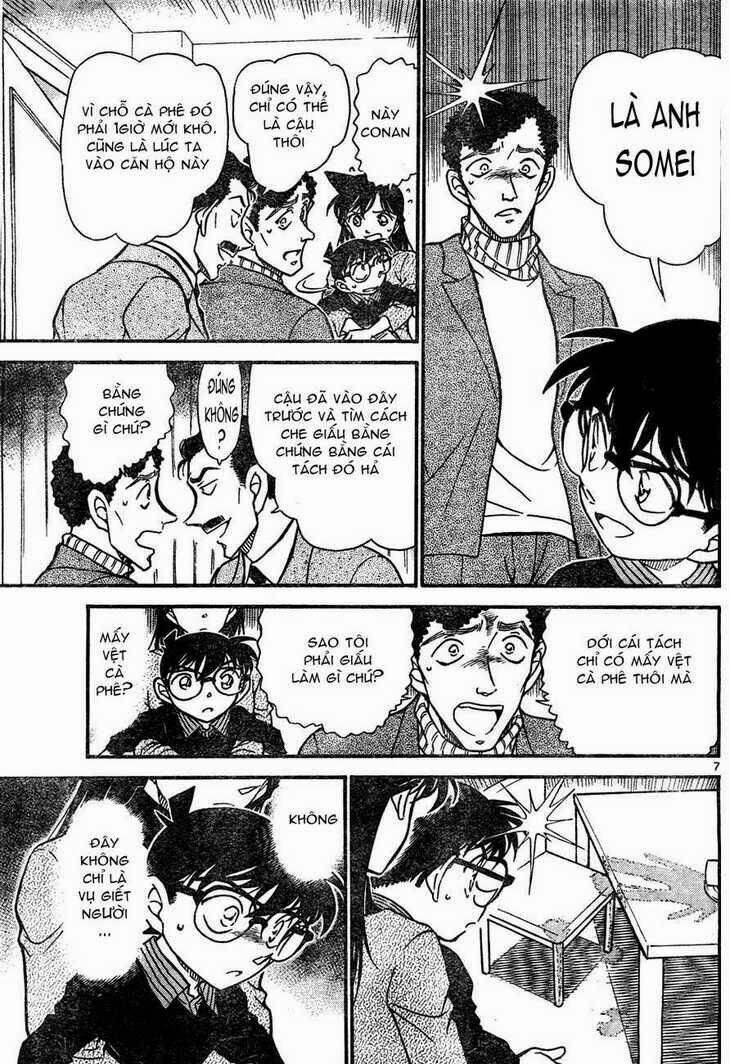 LÀ ANH
SOMEI
NÀY
CONAN
ĐÚNG VẬY,
CHỈ CÓ THỂ
LÀ CẬU
THÔI
VÌ CHỖ CÀ PHÊ ĐÓ
PHẢI 1GIỜ MỚI KHÔ.
CŨNG LÀ LÚC TA
VÀO CĂN HỘ NÀY
CẬU ĐÃ VÀO ĐÂY
TRƯỚC VÀ TÌM CÁCH
CHE GIẤU BẰNG
CHỨNG BẰNG CÁI
TÁCH ĐÓ HẢ
ĐÚNG
KHÔNG
?
BẰNG
CHỨNG
GÌ CHỨ?
DƯỚI CÁI TÁCH
CHỈ CÓ MẤY VỆT
CÀ PHÊ THÔI MÀ
SAO TÔI
PHẢI GIẤU
LÀM GÌ CHỨ?
MẤY
VỆT
CÀ
PHÊ?
7
KHÔNG
ĐÂY
KHÔNG
CHỈ LÀ
VỤ GIẾT
NGƯỜI
...